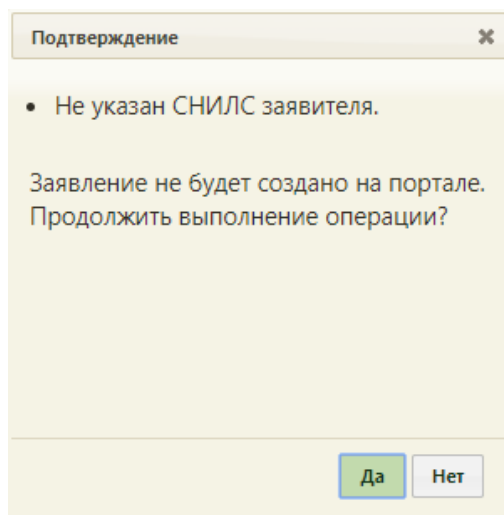 Подтверждение
Не указан СНИЛС заявителя.
Заявление не будет создано на портале.
Продолжить выполнение операции?
Да Нет